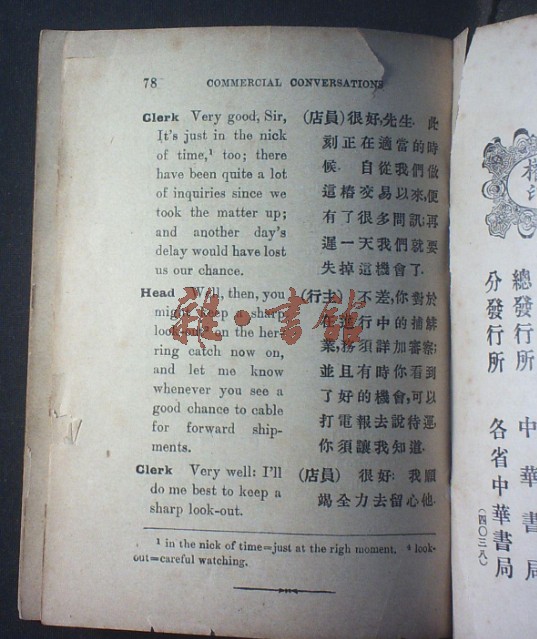 78 COMMERCIAL CONVERSATIONS
Clerk Very good, Sir,
It's just in the nick
of time,¹ too; there
have been quite a lot
of inquiries since we
took the matter up;
and another day's
delay would have lost
us our chance.
(店員)很好,先生. 此
刻正在適當的時
候. 自從我們做
這樁交易以來,便
有了很多問訊;再
遲一天我們就要
失掉這機會了.
Head Well, then, you
might keep a sharp
look-out⁴ on the her-
ring catch now on,
and let me know
whenever you see a
good chance to cable
for forward ship-
ments.
(行主) 不差,你對於
在進行中的捕鯡
業,務須詳加審察;
並且有時你看到
了好的機會,可以
打電報去說待運,
你須讓我知道.
Clerk Very well: I'll
do me best to keep a
sharp look-out.
(店員) 很好: 我願
竭全力去留心他.
¹ in the nick of time=just at the righ moment. ⁴ look-
out=careful watching.
總發行所 中華書局
分發行所 各省中華書局
(四〇三八)
雅·書館